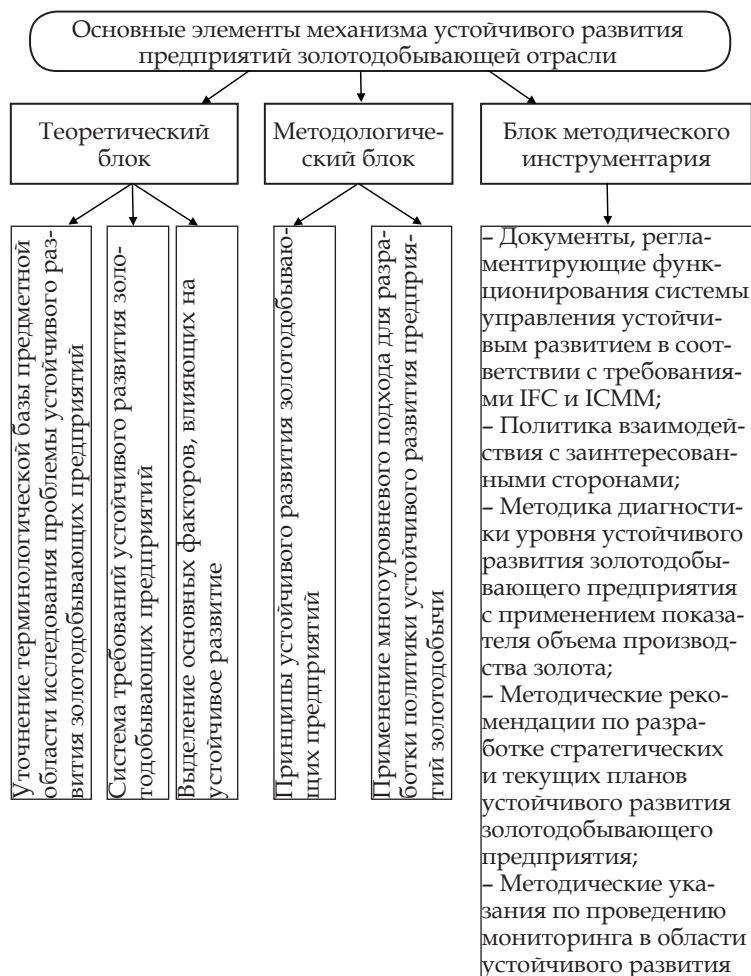 Основные элементы механизма устойчивого развития
предприятий золотодобывающей отрасли
Теоретический
блок
Методологиче-
ский блок
Блок методического
инструментария
Уточнение терминологической базы предметной
области исследования проблемы устойчивого раз-
вития золотодобывающих предприятий
Система требований устойчивого развития золо-
тодобывающих предприятий
Выделение основных факторов, влияющих на
устойчивое развитие
Принципы устойчивого развития золотодобываю-
щих предприятий
Применение многоуровневого подхода для разра-
ботки политики устойчивого развития предприя-
тий золотодобычи
– Документы, регла-
ментирующие функ-
ционирования системы
управления устойчи-
вым развитием в соот-
ветствии с требования-
ми IFC и ICMM;
– Политика взаимодей-
ствия с заинтересован-
ными сторонами;
– Методика диагности-
ки уровня устойчивого
развития золотодобы-
вающего предприятия
с применением показа-
теля объема производ-
ства золота;
– Методические реко-
мендации по разра-
ботке стратегических
и текущих планов
устойчивого развития
золотодобывающего
предприятия;
– Методические ука-
зания по проведению
мониторинга в области
устойчивого развития